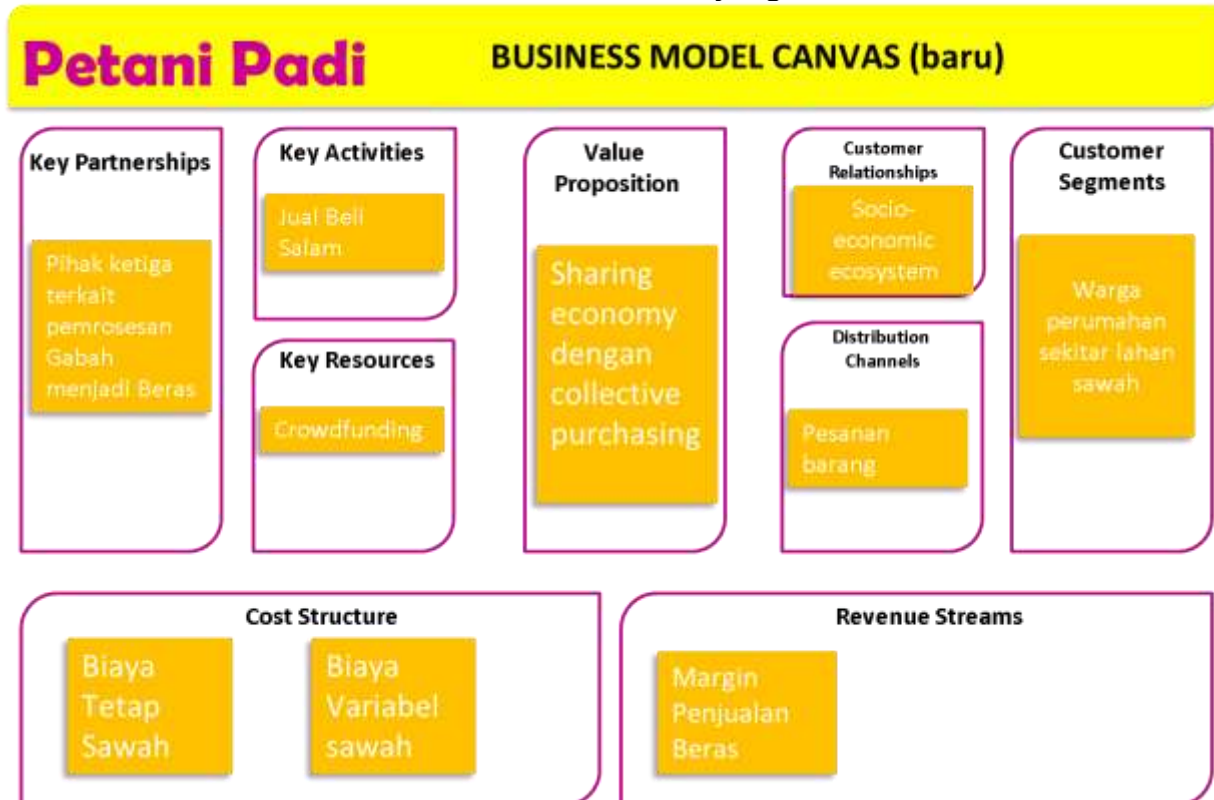 Petani Padi
BUSINESS MODEL CANVAS (baru)
Key Partnerships
Pihak ketiga
terkait
pemrosesan
Gabah
menjadi Beras
Key Activities
Jual Beli
Salam
Key Resources
Crowdfunding
Value
Proposition
Sharing
economy
dengan
collective
purchasing
Customer
Relationships
Socio-
economic
ecosystem
Distribution
Channels
Pesanan
barang
Customer
Segments
Warga
perumahan
sekitar lahan
sawah
Cost Structure
Biaya
Tetap
Sawah
Biaya
Variabel
sawah
Revenue Streams
Margin
Penjualan
Beras